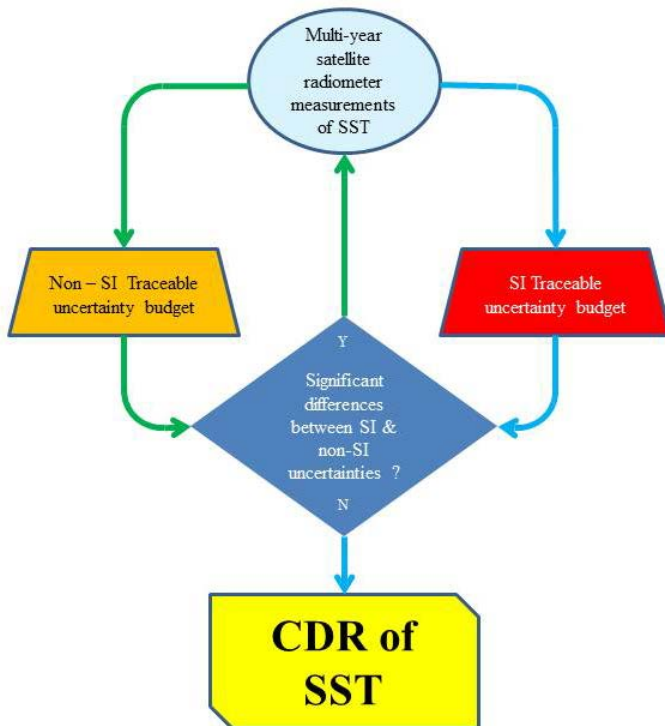 Multi-year
satellite
radiometer
measurements
of SST
Non – SI Traceable
uncertainty budget
SI Traceable
uncertainty budget
Y
Significant
differences
between SI &
non-SI
uncertainties ?
N
CDR of
SST